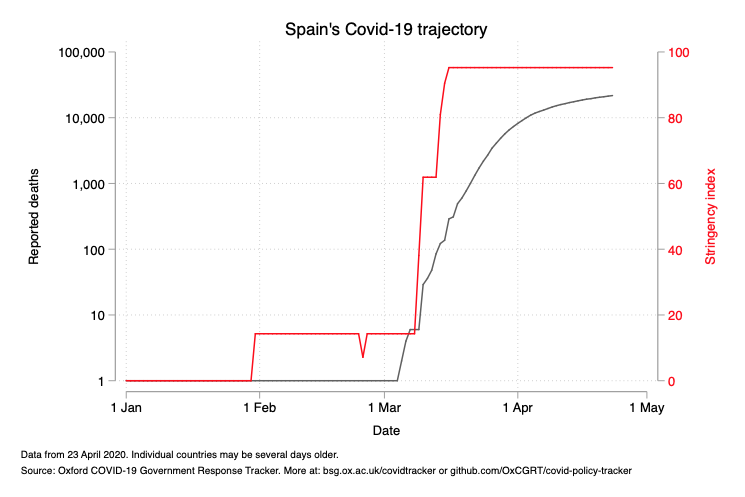 Spain's Covid-19 trajectory
100,000
10,000
1,000
100
10
1
Reported deaths
100
80
60
40
20
0
Stringency index
1 Jan
1 Feb
1 Mar
1 Apr
1 May
Date
Data from 23 April 2020. Individual countries may be several days older.
Source: Oxford COVID-19 Government Response Tracker. More at: bsg.ox.ac.uk/covidtracker or github.com/OxCGRT/covid-policy-tracker